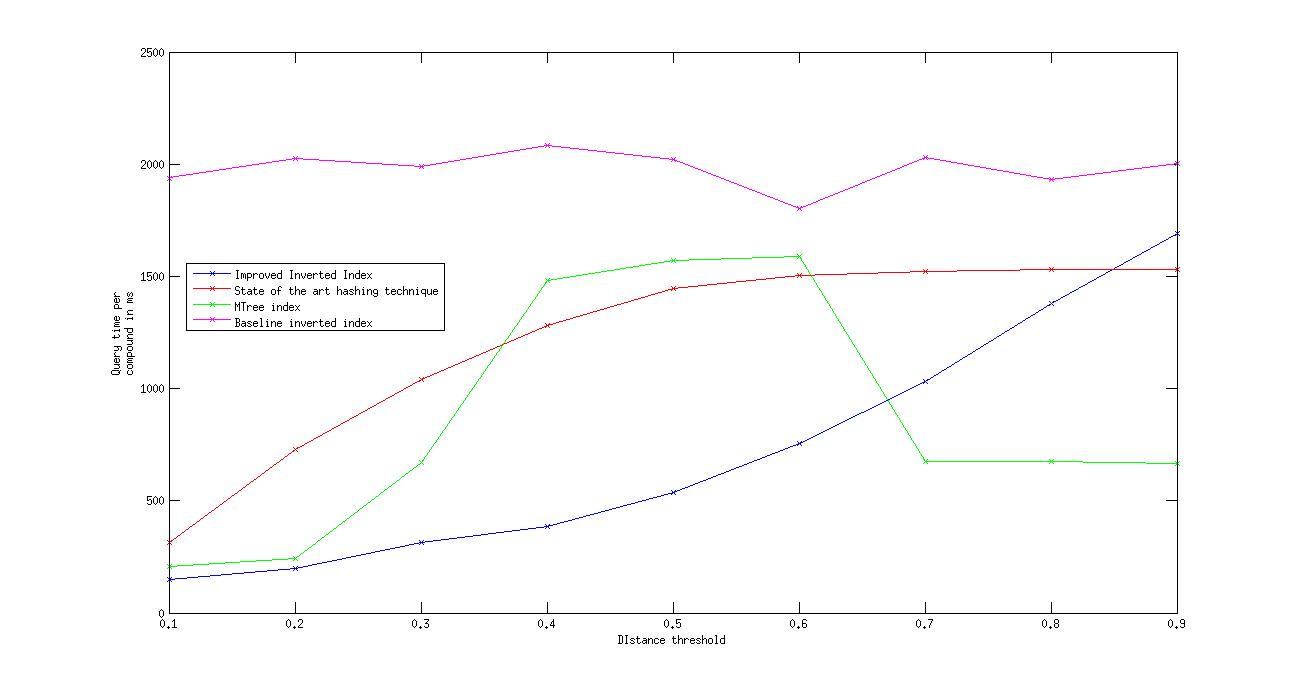 2500
2000
1500
1000
500
0
Query time per
compound in ms
Improved Inverted Index
State of the art hashing technique
MTree index
Baseline inverted index
0.1 0.2 0.3 0.4 0.5 0.6 0.7 0.8 0.9
DIstance threshold